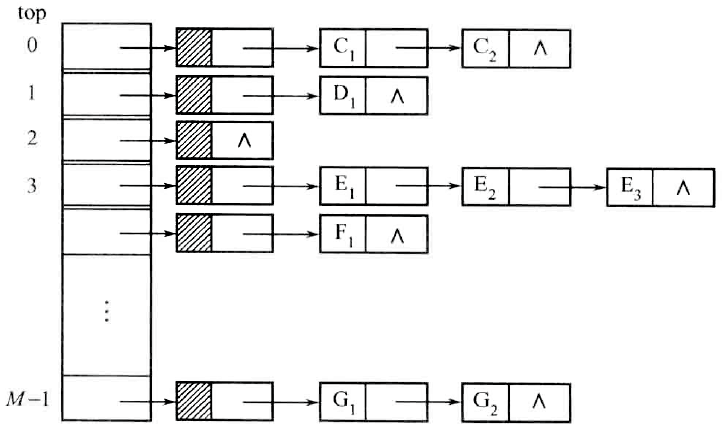 top
0 C₁ C₂ ∧
1 D₁ ∧
2 ∧
3 E₁ E₂ E₃ ∧
F₁ ∧
⋮
M−1 G₁ G₂ ∧